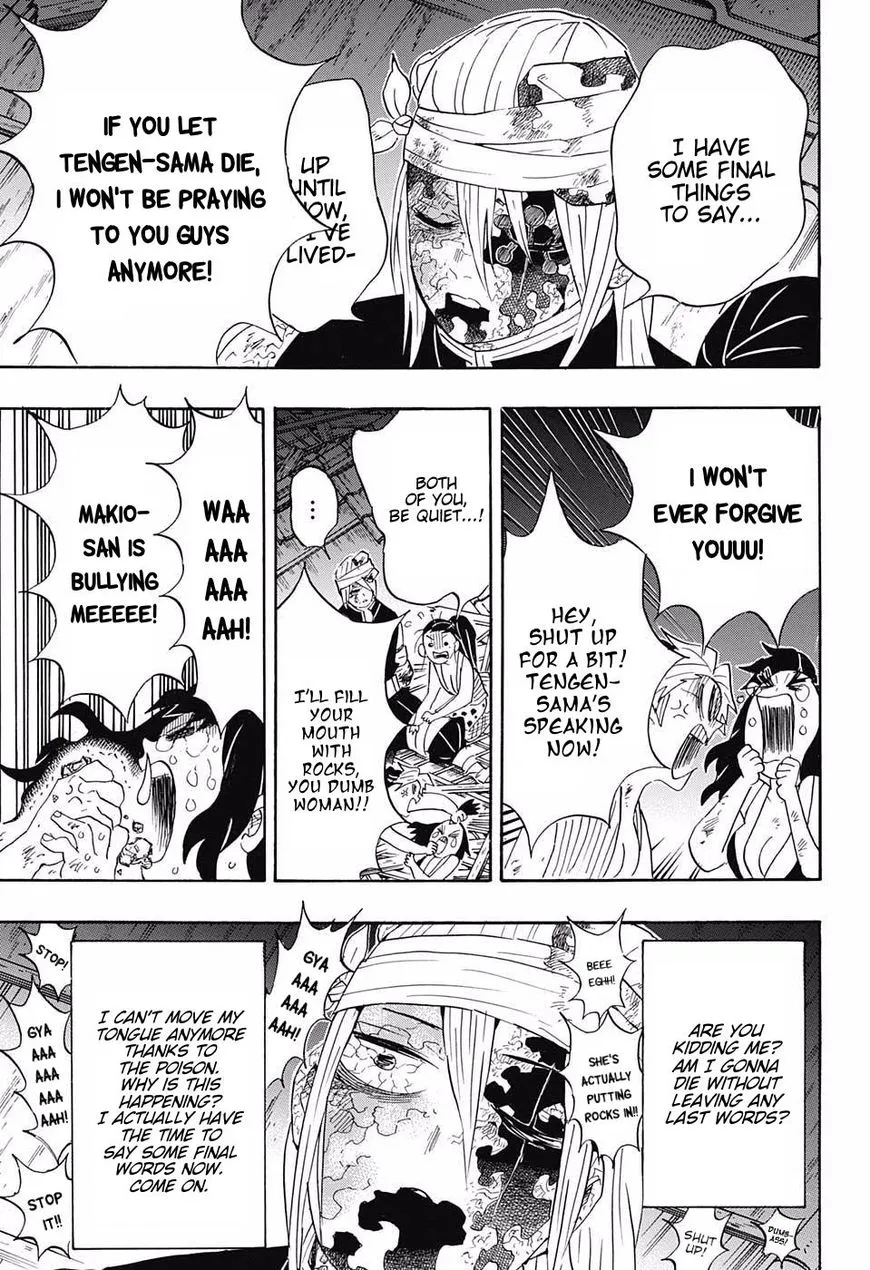 I HAVE
SOME FINAL
THINGS
TO SAY...
UP
UNTIL
NOW,
I'VE
LIVED-
IF YOU LET
TENGEN-SAMA DIE,
I WON'T BE PRAYING
TO YOU GUYS
ANYMORE!
I WON'T
EVER FORGIVE
YOUUU!
HEY,
SHUT UP
FOR A BIT!
TENGEN-
SAMA'S
SPEAKING
NOW!
BOTH
OF YOU,
BE QUIET...!
...
I'LL FILL
YOUR
MOUTH
WITH
ROCKS,
YOU DUMB
WOMAN!!
WAA
AAA
AAA
AAH!
MAKIO-
SAN IS
BULLYING
MEEEEE!
ARE YOU
KIDDING ME?
AM I GONNA
DIE WITHOUT
LEAVING ANY
LAST WORDS?
BEEE
EGHH!
SHE'S
ACTUALLY
PUTTING
ROCKS IN!!
DUMB-
ASS!
SHUT
UP!
GYA
AAA
AAA
AAA
AAH!
I CAN'T MOVE MY
TONGUE ANYMORE
THANKS TO
THE POISON.
WHY IS THIS
HAPPENING?
I ACTUALLY HAVE
THE TIME TO
SAY SOME FINAL
WORDS NOW.
COME ON.
STOP!
GYA
AAA
AAA
AAA
AAH!
STOP
IT!!